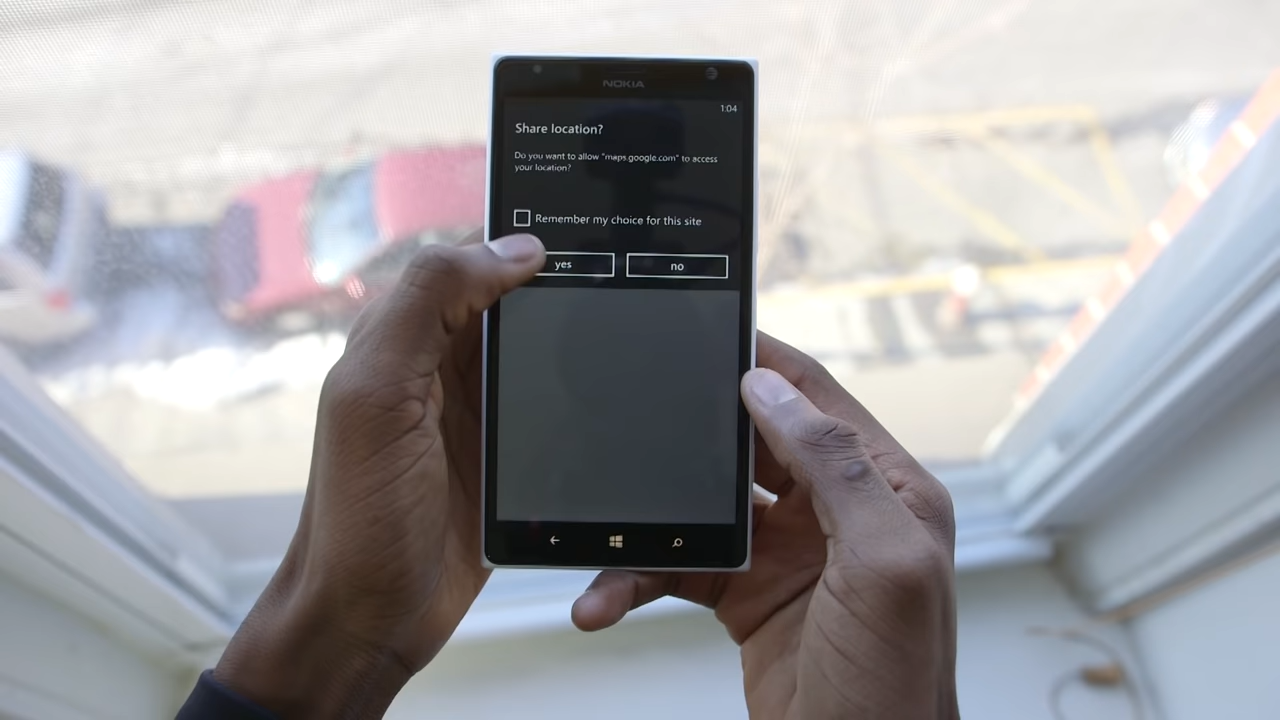 NOKIA
1:04
Share location?
Do you want to allow "maps.google.com" to access
your location?
Remember my choice for this site
yes
no